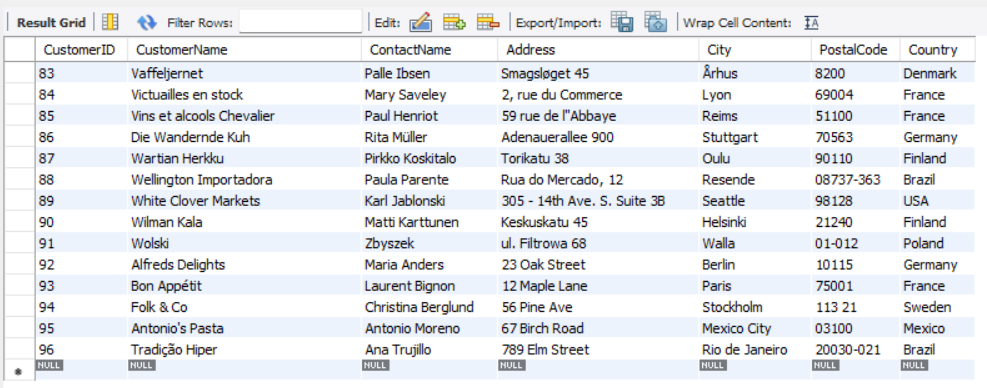 Result Grid Filter Rows: Edit: Export/Import: Wrap Cell Content: IA
CustomerID CustomerName ContactName Address City PostalCode Country
83 Vaffeljernet Palle Ibsen Smagsløget 45 Århus 8200 Denmark
84 Victuailles en stock Mary Saveley 2, rue du Commerce Lyon 69004 France
85 Vins et alcools Chevalier Paul Henriot 59 rue de l"Abbaye Reims 51100 France
86 Die Wandernde Kuh Rita Müller Adenauerallee 900 Stuttgart 70563 Germany
87 Wartian Herkku Pirkko Koskitalo Torikatu 38 Oulu 90110 Finland
88 Wellington Importadora Paula Parente Rua do Mercado, 12 Resende 08737-363 Brazil
89 White Clover Markets Karl Jablonski 305 - 14th Ave. S. Suite 3B Seattle 98128 USA
90 Wilman Kala Matti Karttunen Keskuskatu 45 Helsinki 21240 Finland
91 Wolski Zbyszek ul. Filtrowa 68 Walla 01-012 Poland
92 Alfreds Delights Maria Anders 23 Oak Street Berlin 10115 Germany
93 Bon Appétit Laurent Bignon 12 Maple Lane Paris 75001 France
94 Folk & Co Christina Berglund 56 Pine Ave Stockholm 113 21 Sweden
95 Antonio's Pasta Antonio Moreno 67 Birch Road Mexico City 03100 Mexico
96 Tradição Hiper Ana Trujillo 789 Elm Street Rio de Janeiro 20030-021 Brazil
NULL NULL NULL NULL NULL NULL NULL